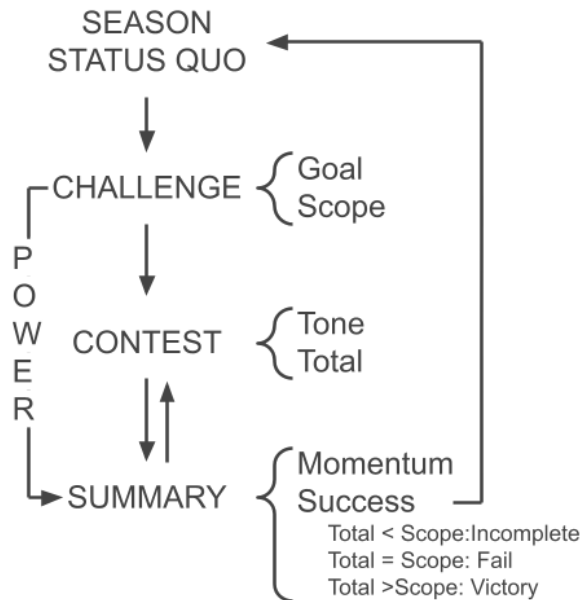 SEASON
STATUS QUO
CHALLENGE
Goal
Scope
POWER
CONTEST
Tone
Total
SUMMARY
Momentum
Success
Total < Scope:Incomplete
Total = Scope: Fail
Total >Scope: Victory